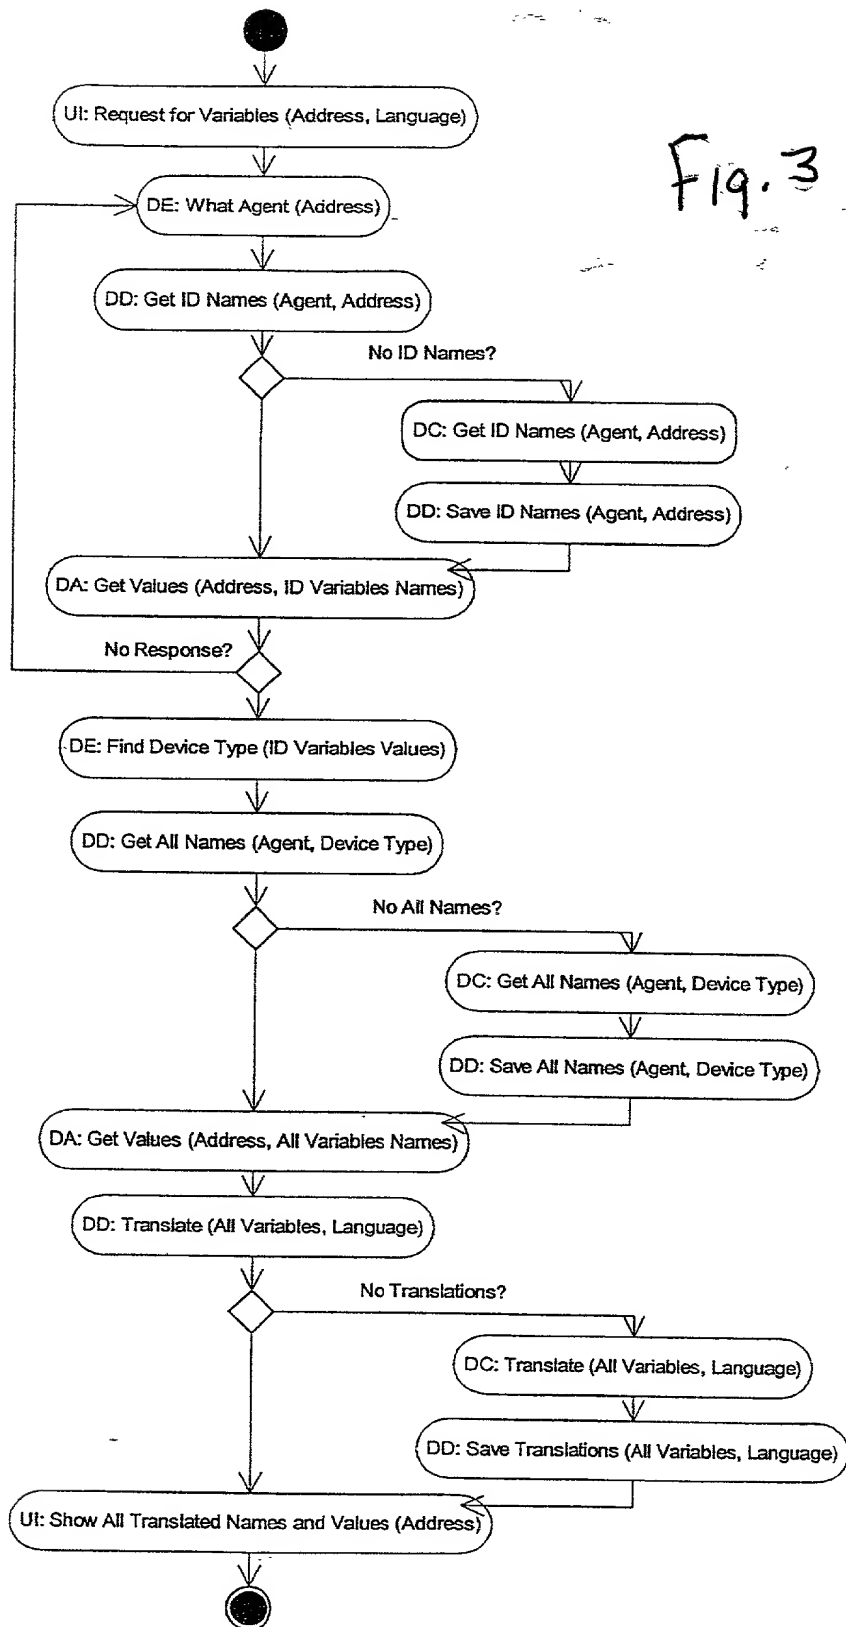 UI: Request for Variables (Address, Language)
Fig. 3
DE: What Agent (Address)
DD: Get ID Names (Agent, Address)
No ID Names?
DC: Get ID Names (Agent, Address)
DD: Save ID Names (Agent, Address)
DA: Get Values (Address, ID Variables Names)
No Response?
DE: Find Device Type (ID Variables Values)
DD: Get All Names (Agent, Device Type)
No All Names?
DC: Get All Names (Agent, Device Type)
DD: Save All Names (Agent, Device Type)
DA: Get Values (Address, All Variables Names)
DD: Translate (All Variables, Language)
No Translations?
DC: Translate (All Variables, Language)
DD: Save Translations (All Variables, Language)
UI: Show All Translated Names and Values (Address)